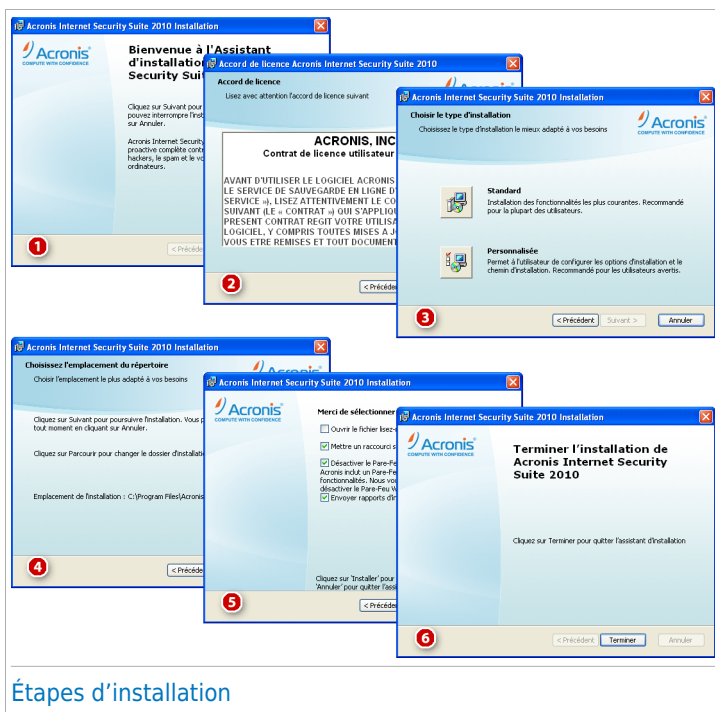 Acronis Internet Security Suite 2010 Installation
Acronis
COMPUTE WITH CONFIDENCE
Bienvenue à l'Assistant
d'installation
Security Suit
Cliquez sur Suivant pour
pouvez interrompre l'inst
sur Annuler.
Acronis Internet Security
proactive complète cont
hackers, le spam et le vo
ordinateurs.
< Précéde
1
Accord de licence Acronis Internet Security Suite 2010
Accord de licence
Lisez avec attention l'accord de licence suivant
ACRONIS, INC
Contrat de licence utilisateur
AVANT D'UTILISER LE LOGICIEL ACRONIS
LE SERVICE DE SAUVEGARDE EN LIGNE D'
SERVICE »), LISEZ ATTENTIVEMENT LE CO
SUIVANT (LE « CONTRAT ») QUI S'APPLIQU
PRESENT CONTRAT REGIT VOTRE UTILISA
LOGICIEL, Y COMPRIS TOUTES MISES A J
VOUS ETRE REMISES ET TOUT DOCUMENT
< Précéde
2
Acronis Internet Security Suite 2010 Installation
Choisir le type d'installation
Choisissez le type d'installation le mieux adapté à vos besoins
Acronis
COMPUTE WITH CONFIDENCE
Standard
Installation des fonctionnalités les plus courantes. Recommandé
pour la plupart des utilisateurs.
Personnalisée
Permet à l'utilisateur de configurer les options d'installation et le
chemin d'installation. Recommandé pour les utilisateurs avertis.
3
< Précédent Suivant > Annuler
Acronis Internet Security Suite 2010 Installation
Choisissez l'emplacement du répertoire
Choisir l'emplacement le plus adapté à vos besoins
Cliquez sur Suivant pour poursuivre l'installation. Vous p
tout moment en cliquant sur Annuler.
Cliquez sur Parcourir pour changer le dossier d'installati
Emplacement de l'installation : C:\Program Files\Acronis
< Précéde
4
Acronis Internet Security Suite 2010 Installation
Acronis
COMPUTE WITH CONFIDENCE
Merci de sélectionner
Ouvrir le fichier lisez-
Mettre un raccourci s
Désactiver le Pare-Fe
Acronis inclut un Pare-Fe
fonctionnalités. Nous vou
désactiver le Pare-Feu W
Envoyer rapports d'in
Cliquez sur 'Installer' pour
'Annuler' pour quitter l'assi
< Précéde
5
Acronis Internet Security Suite 2010 Installation
Acronis
COMPUTE WITH CONFIDENCE
Terminer l'installation de
Acronis Internet Security
Suite 2010
Cliquez sur Terminer pour quitter l'assistant d'installation
6
< Précédent Terminer Annuler
Étapes d'installation